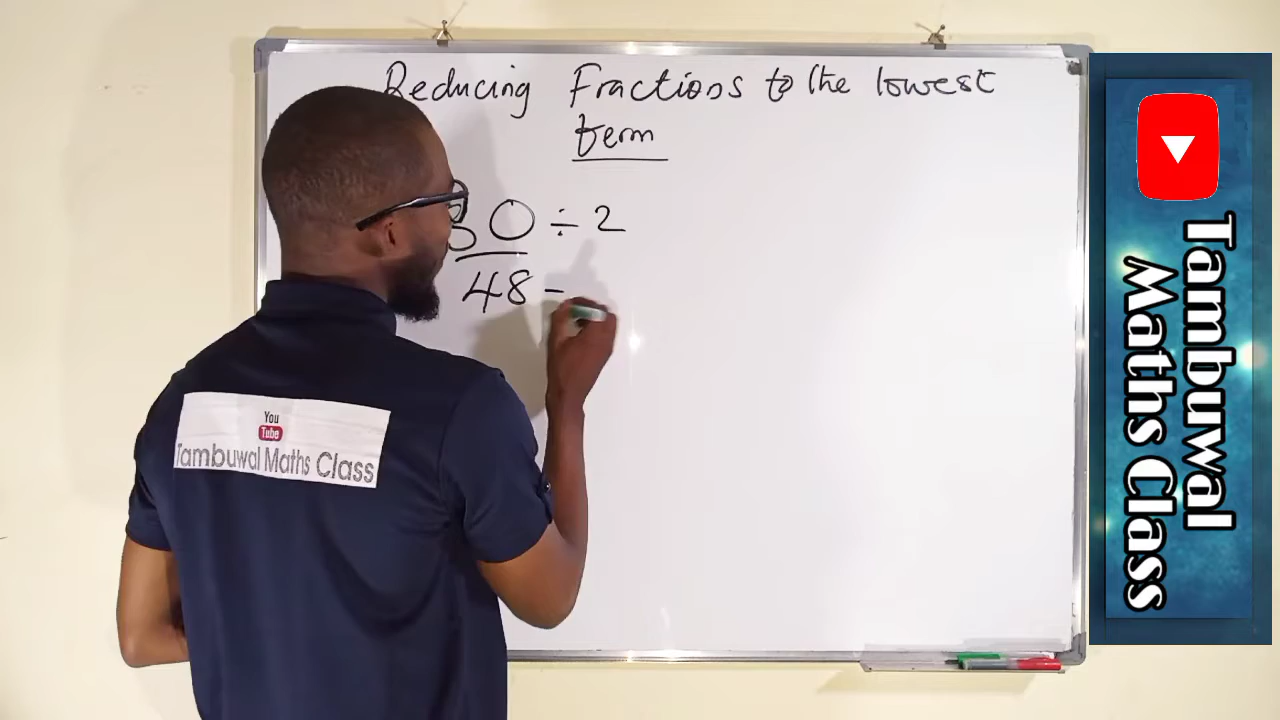 Reducing Fractions to the lowest
term
30 ÷ 2
48 -
You
Tube
Tambuwal Maths Class
Tambuwal
Maths Class